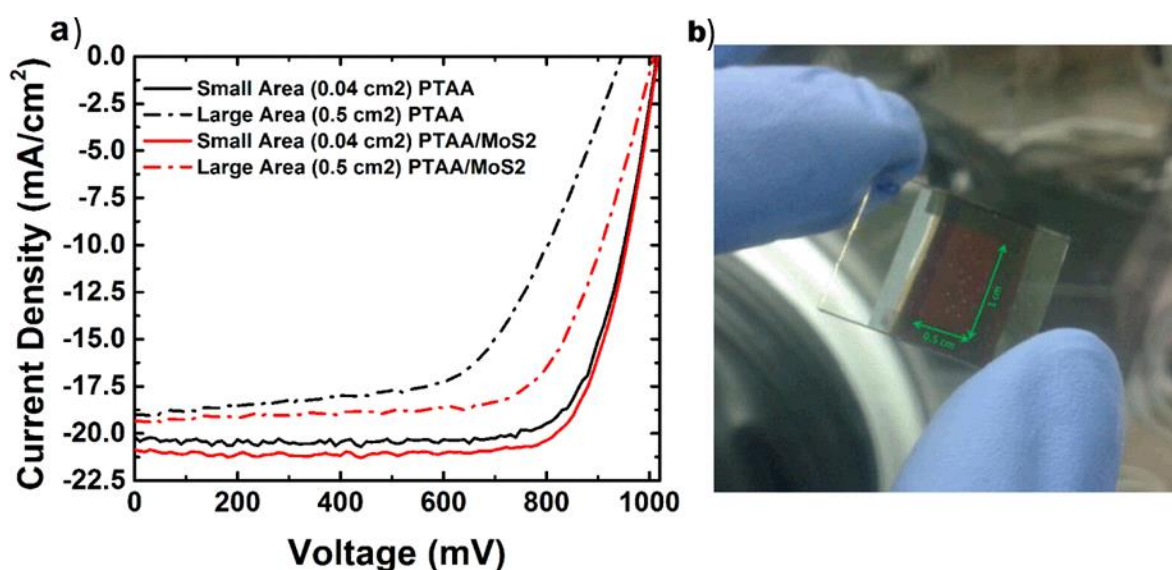 a)
b)
0.0
-2.5
-5.0
-7.5
-10.0
-12.5
-15.0
-17.5
-20.0
-22.5
Current Density (mA/cm²)
Small Area (0.04 cm2) PTAA
Large Area (0.5 cm2) PTAA
Small Area (0.04 cm2) PTAA/MoS2
Large Area (0.5 cm2) PTAA/MoS2
0 200 400 600 800 1000
Voltage (mV)
1 cm
0.5 cm